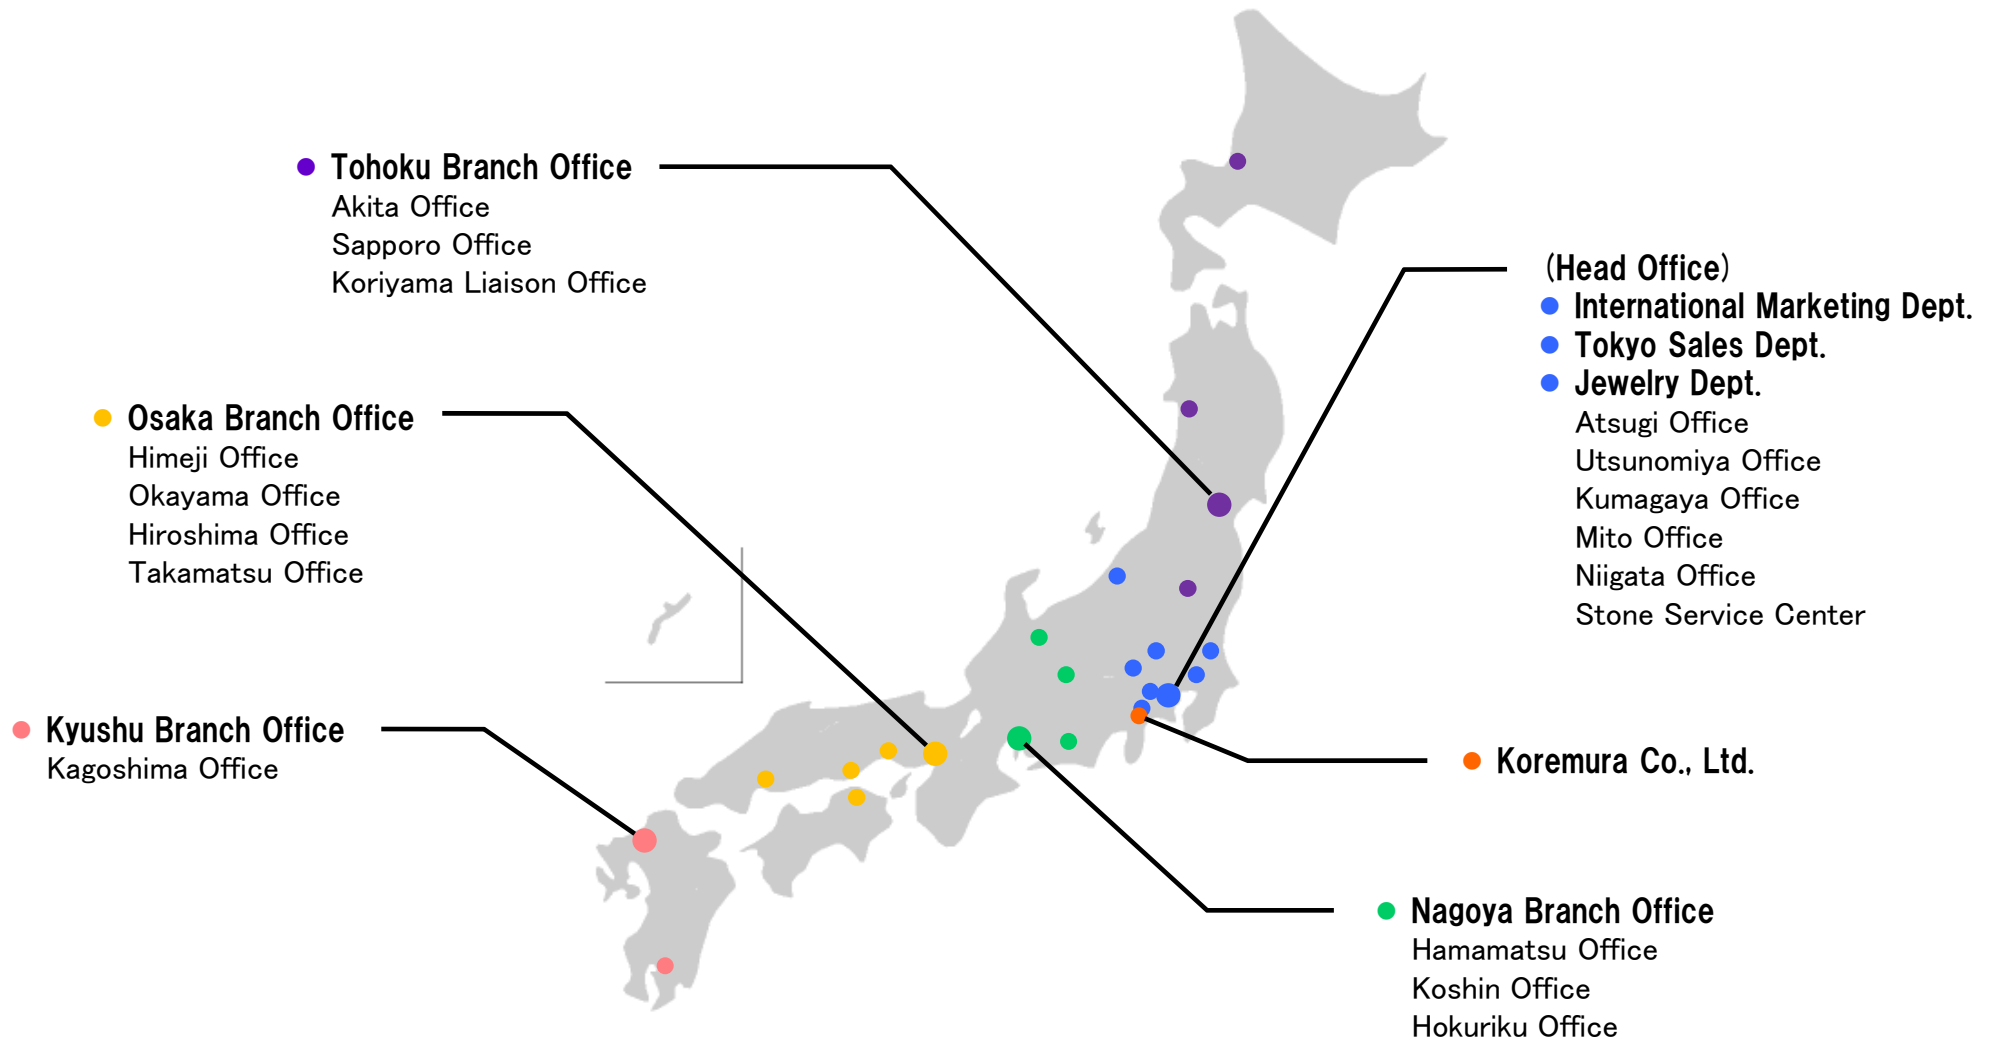 Tohoku Branch Office
Akita Office
Sapporo Office
Koriyama Liaison Office
(Head Office)
International Marketing Dept.
Tokyo Sales Dept.
Jewelry Dept.
Atsugi Office
Utsunomiya Office
Kumagaya Office
Mito Office
Niigata Office
Stone Service Center
Osaka Branch Office
Himeji Office
Okayama Office
Hiroshima Office
Takamatsu Office
Kyushu Branch Office
Kagoshima Office
Koremura Co., Ltd.
Nagoya Branch Office
Hamamatsu Office
Koshin Office
Hokuriku Office